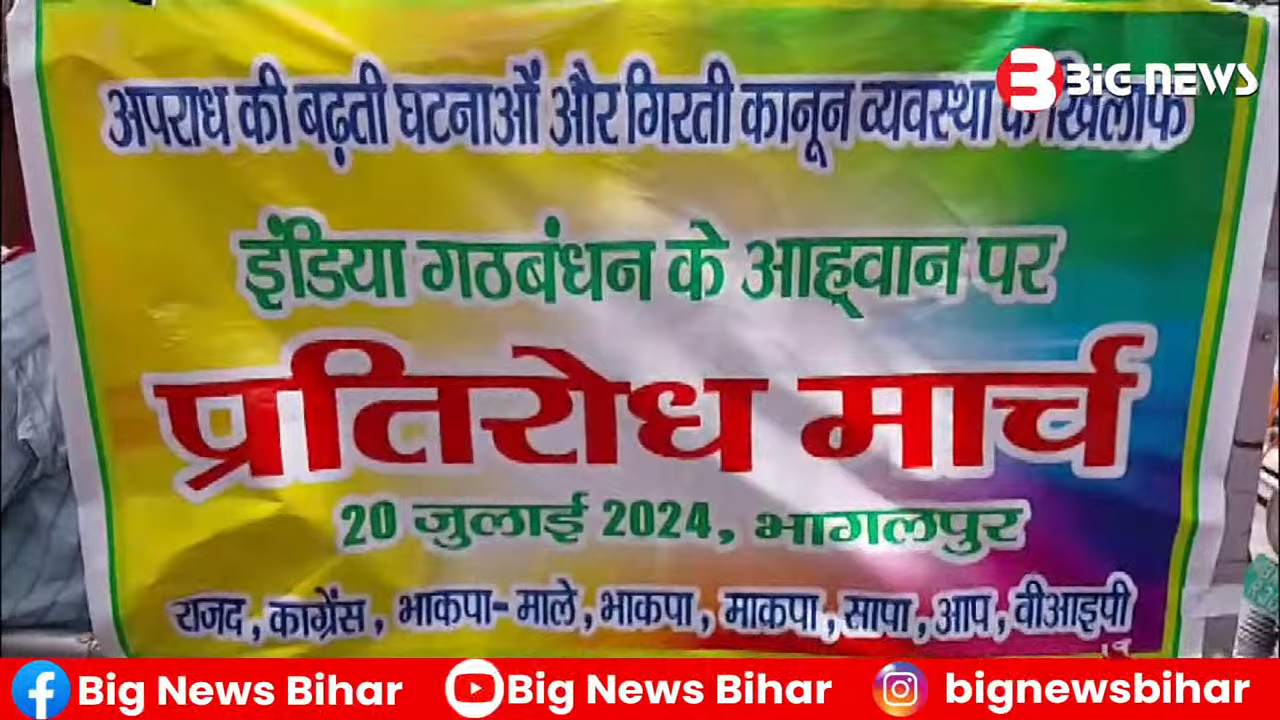 अपराध की बढ़ती घटनाओं और गिरती कानून व्यवस्था के खिलाफ
BiG NEWS
इंडिया गठबंधन के आह्वान पर
प्रतिरोध मार्च
20 जुलाई 2024, भागलपुर
राजद, काग्रेंस, भाकपा-माले, भाकपा, माकपा, सापा, आप, वीआइपी
Big News Bihar Big News Bihar bignewsbihar